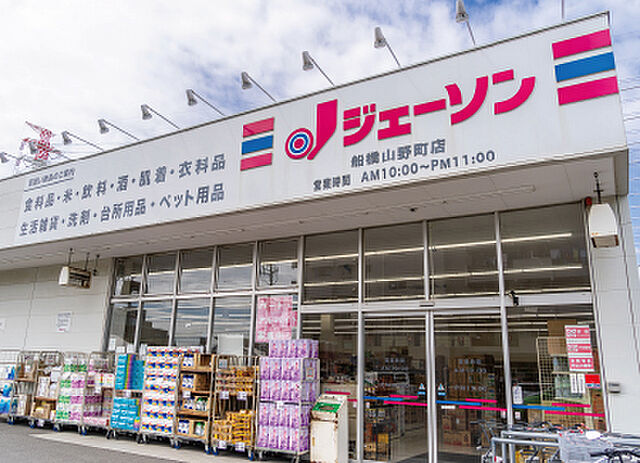 ジェーソン
船橋山野町店
営業時間 AM10:00～PM11:00
食料品・米・飲料・酒・肌着・衣料品
生活雑貨・洗剤・台所用品・ペット用品